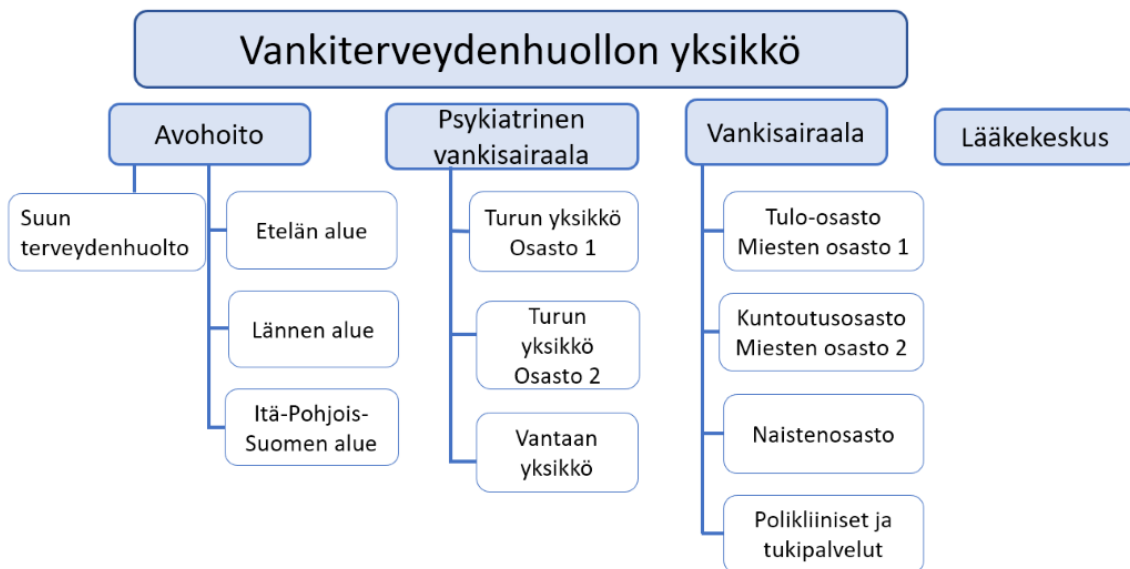 Vankiterveydenhuollon yksikkö
Avohoito
Suun
terveydenhuolto
Etelän alue
Lännen alue
Itä-Pohjois-
Suomen alue
Psykiatrinen
vankisairaala
Turun yksikkö
Osasto 1
Turun
yksikkö
Osasto 2
Vantaan
yksikkö
Vankisairaala
Tulo-osasto
Miesten osasto 1
Kuntoutusosasto
Miesten osasto 2
Naistenosasto
Polikliiniset ja
tukipalvelut
Lääkekeskus